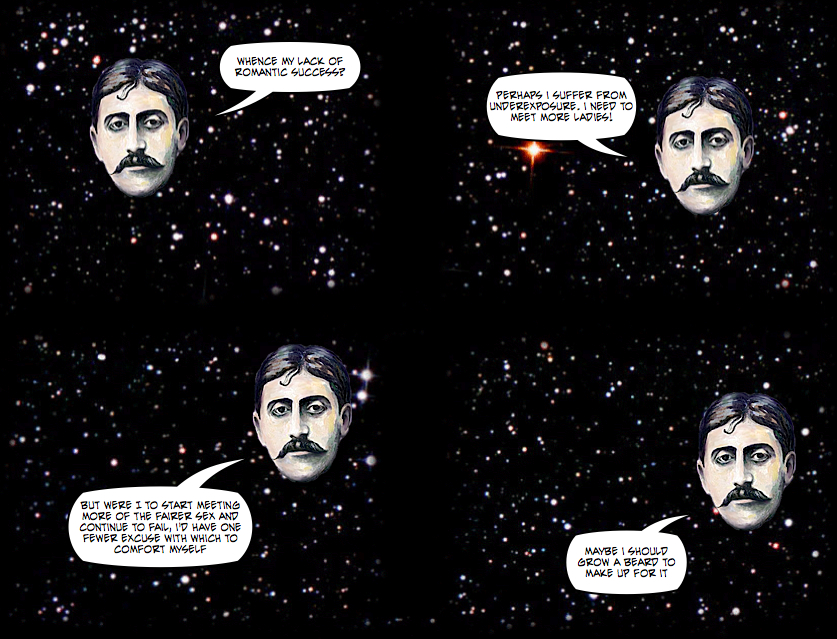 WHENCE MY LACK OF
ROMANTIC SUCCESS?
PERHAPS I SUFFER FROM
UNDEREXPOSURE. I NEED TO
MEET MORE LADIES!
BUT WERE I TO START MEETING
MORE OF THE FAIRER SEX AND
CONTINUE TO FAIL, I'D HAVE ONE
FEWER EXCUSE WITH WHICH TO
COMFORT MYSELF
MAYBE I SHOULD
GROW A BEARD TO
MAKE UP FOR IT